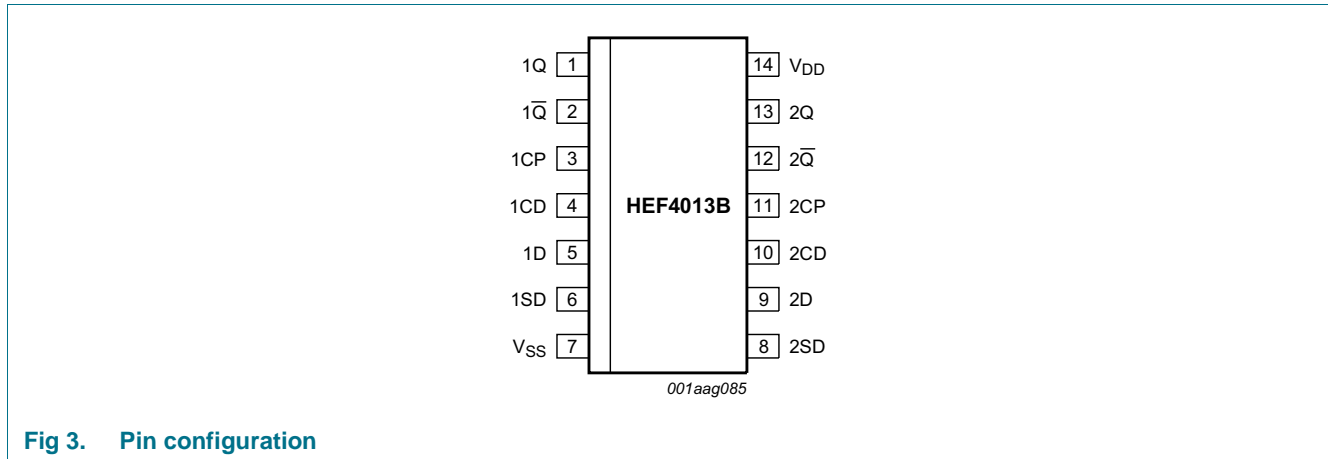 1Q 1 14 VDD
1Q̅ 2 13 2Q
1CP 3 12 2Q̅
1CD 4 HEF4013B 11 2CP
1D 5 10 2CD
1SD 6 9 2D
VSS 7 8 2SD
001aag085
Fig 3. Pin configuration